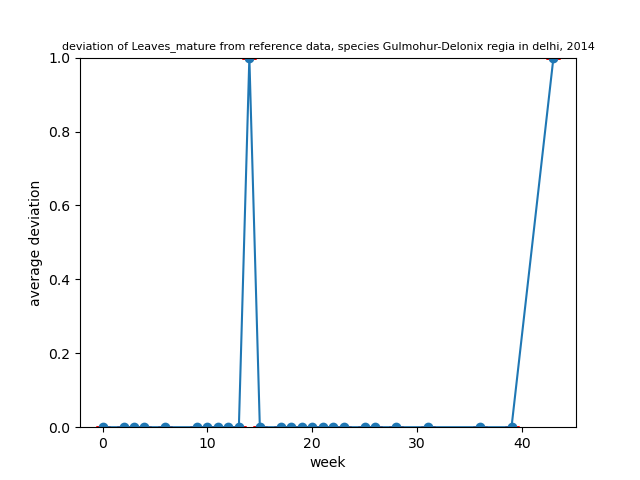 deviation of Leaves_mature from reference data, species Gulmohur-Delonix regia in delhi, 2014
1.0
0.8
0.6
0.4
0.2
0.0
average deviation
0 10 20 30 40
week